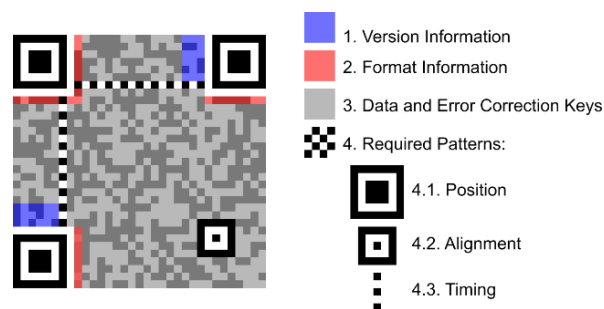 1. Version Information
2. Format Information
3. Data and Error Correction Keys
4. Required Patterns:
4.1. Position
4.2. Alignment
4.3. Timing